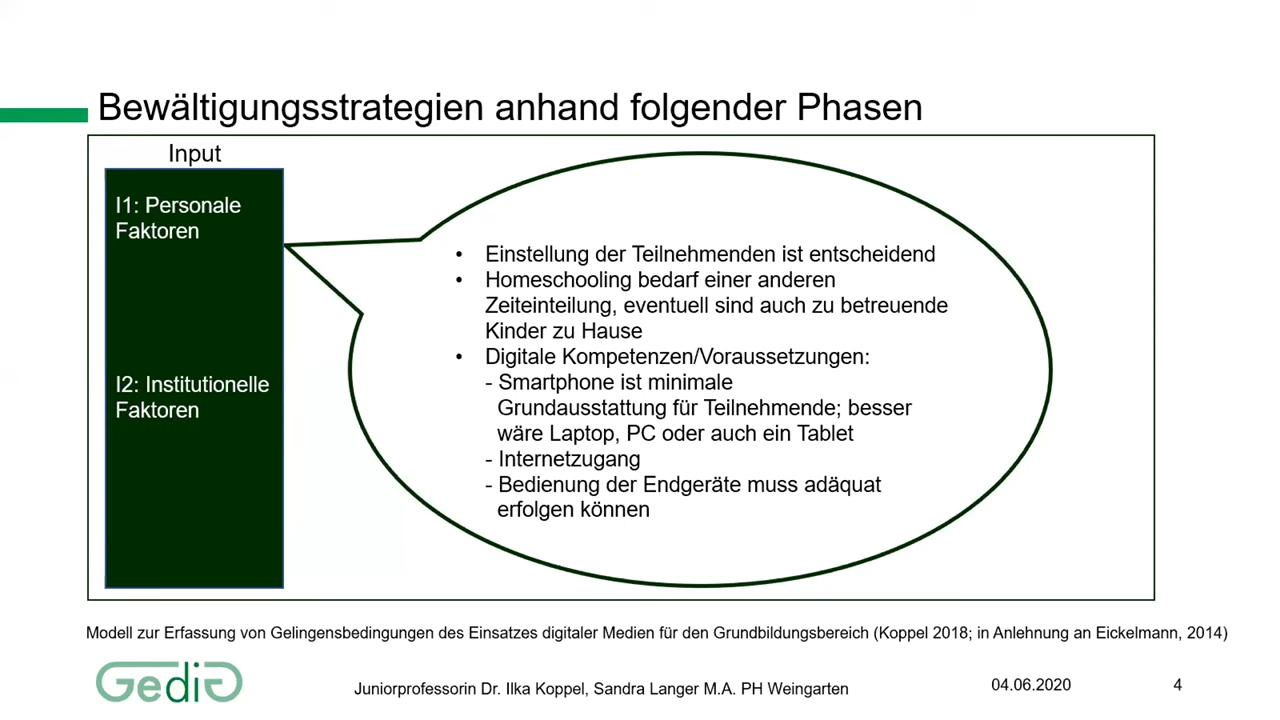 Bewältigungsstrategien anhand folgender Phasen
Input
I1: Personale
Faktoren
I2: Institutionelle
Faktoren
• Einstellung der Teilnehmenden ist entscheidend
• Homeschooling bedarf einer anderen
Zeiteinteilung, eventuell sind auch zu betreuende
Kinder zu Hause
• Digitale Kompetenzen/Voraussetzungen:
- Smartphone ist minimale
Grundausstattung für Teilnehmende; besser
wäre Laptop, PC oder auch ein Tablet
- Internetzugang
- Bedienung der Endgeräte muss adäquat
erfolgen können
Modell zur Erfassung von Gelingensbedingungen des Einsatzes digitaler Medien für den Grundbildungsbereich (Koppel 2018; in Anlehnung an Eickelmann, 2014)
GediG
Juniorprofessorin Dr. Ilka Koppel, Sandra Langer M.A. PH Weingarten
04.06.2020
4